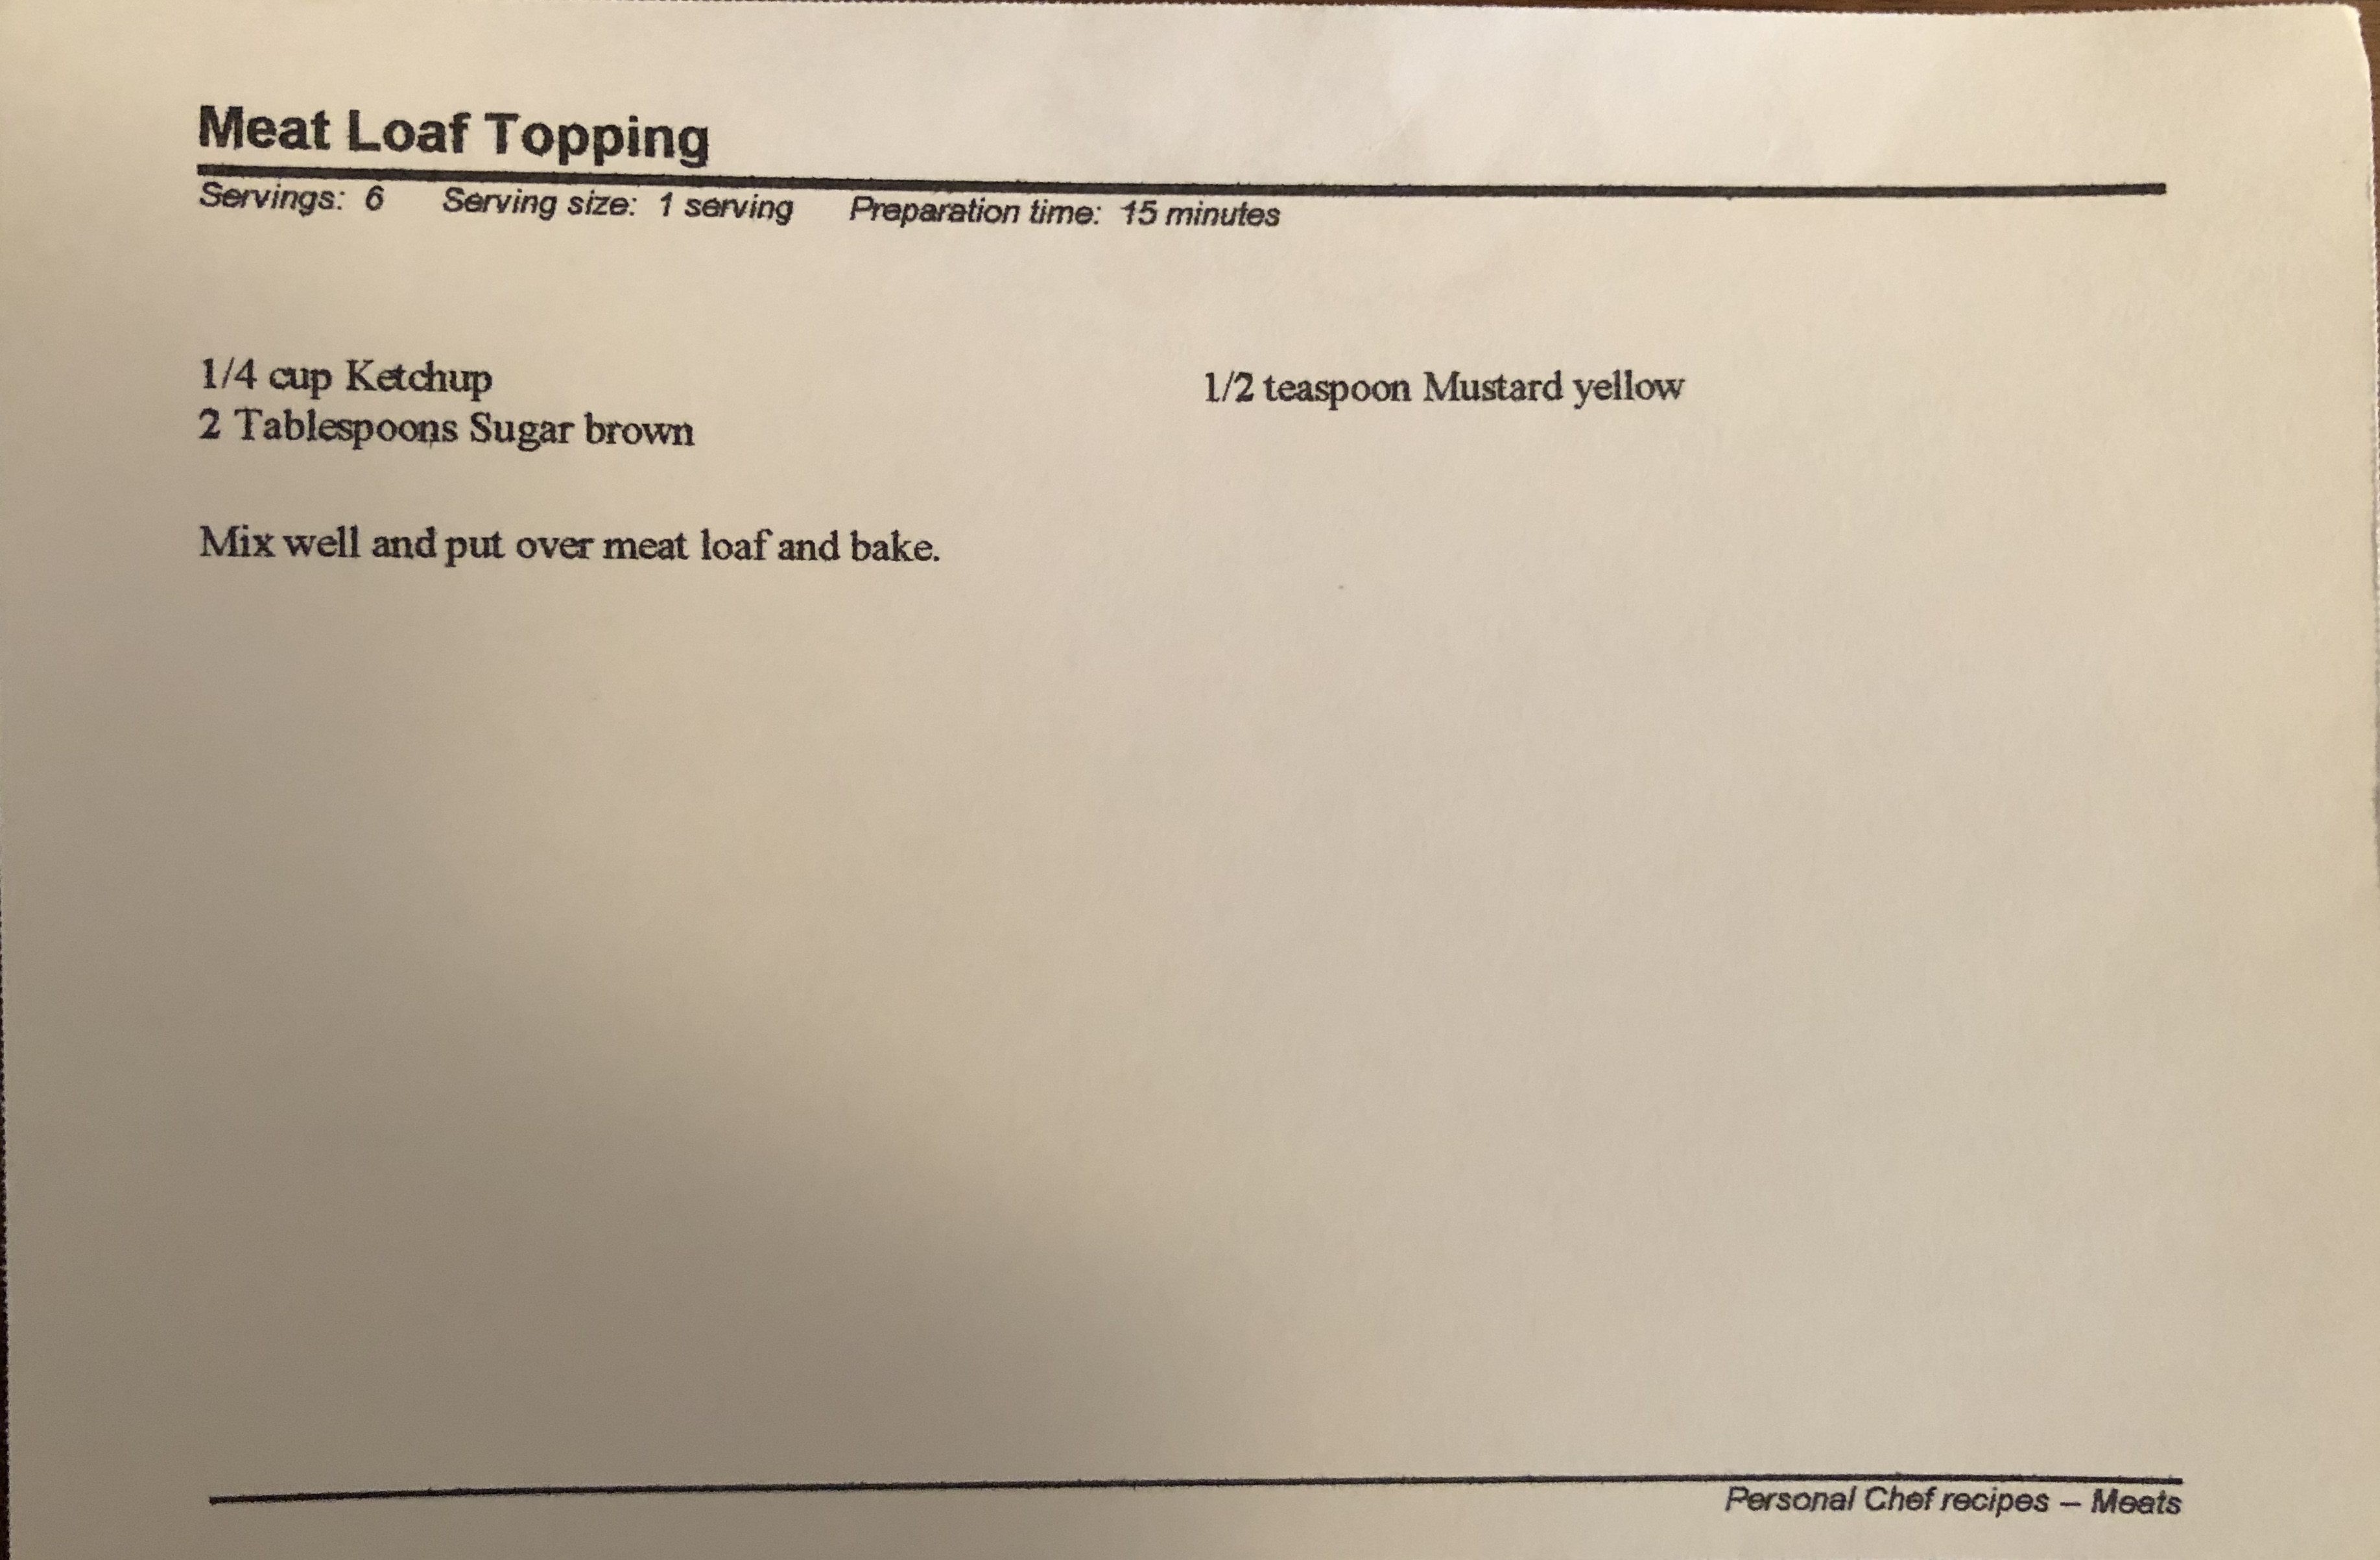 Meat Loaf Topping
Servings: 6 Serving size: 1 serving Preparation time: 15 minutes
1/4 cup Ketchup
2 Tablespoons Sugar brown
1/2 teaspoon Mustard yellow
Mix well and put over meat loaf and bake.
Personal Chef recipes – Meats